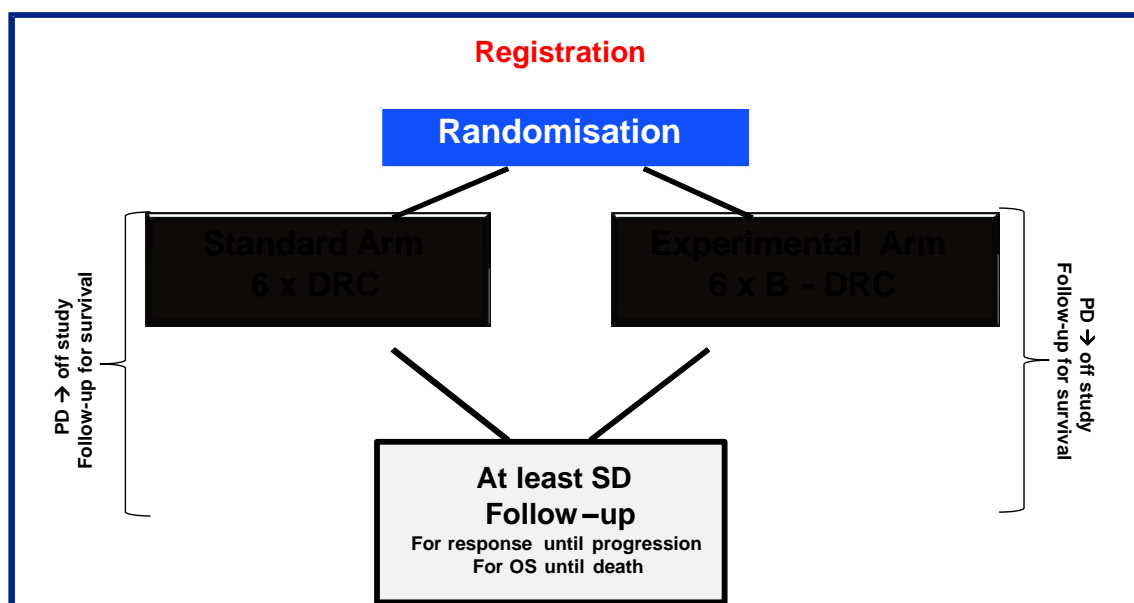 Registration
Randomisation
Standard Arm
6 x DRC
Experimental Arm
6 x B - DRC
PD → off study
Follow-up for survival
PD → off study
Follow-up for survival
At least SD
Follow –up
For response until progression
For OS until death